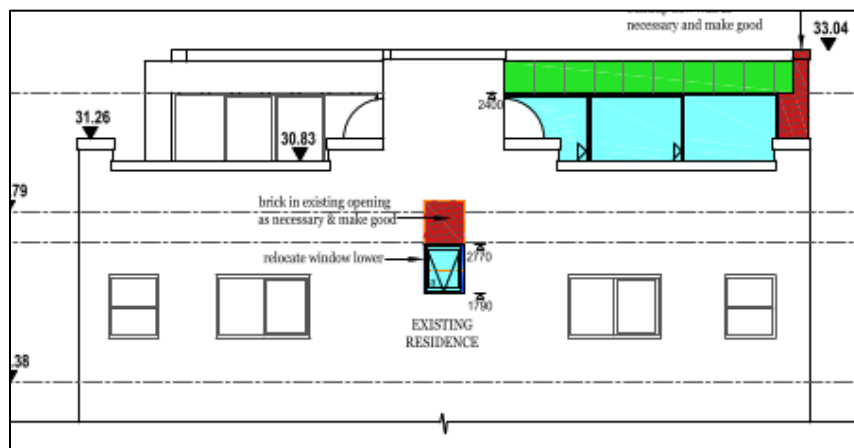 necessary and make good
33.04
2400
31.26
30.83
.79
brick in existing opening
as necessary & make good
relocate window lower
2770
1790
EXISTING
RESIDENCE
.38